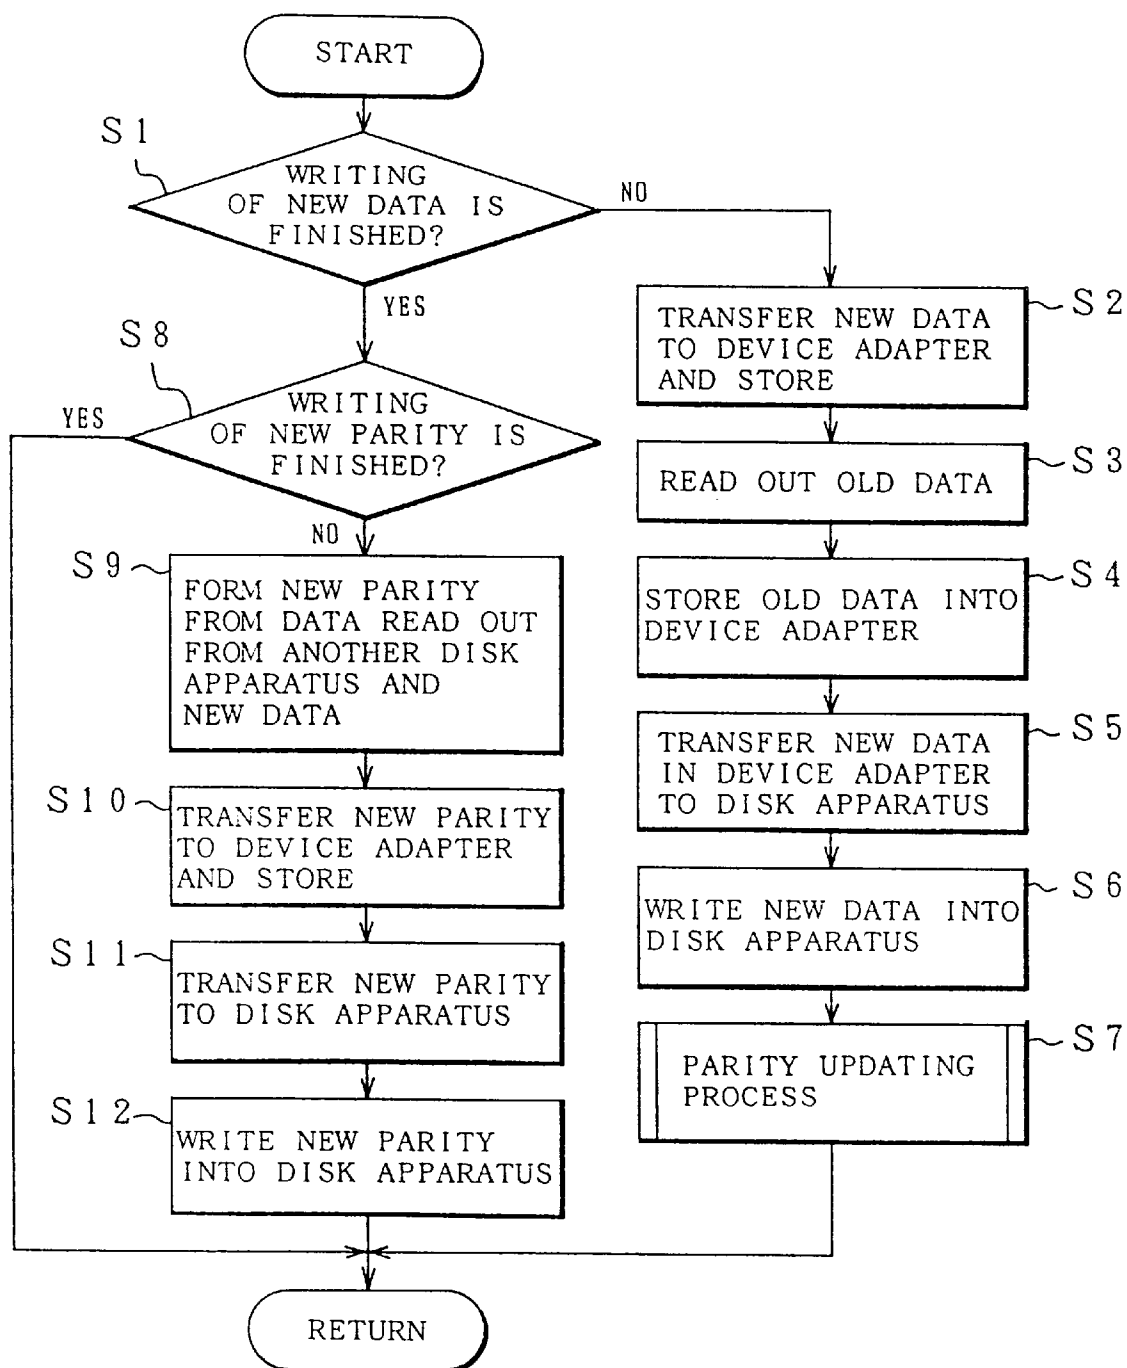 START
S1
WRITING
OF NEW DATA IS
FINISHED?
NO
YES
S2
TRANSFER NEW DATA
TO DEVICE ADAPTER
AND STORE
S8
WRITING
OF NEW PARITY IS
FINISHED?
YES
NO
S3
READ OUT OLD DATA
S9
FORM NEW PARITY
FROM DATA READ OUT
FROM ANOTHER DISK
APPARATUS AND
NEW DATA
S4
STORE OLD DATA INTO
DEVICE ADAPTER
S5
TRANSFER NEW DATA
IN DEVICE ADAPTER
TO DISK APPARATUS
S10
TRANSFER NEW PARITY
TO DEVICE ADAPTER
AND STORE
S6
WRITE NEW DATA INTO
DISK APPARATUS
S11
TRANSFER NEW PARITY
TO DISK APPARATUS
S7
PARITY UPDATING
PROCESS
S12
WRITE NEW PARITY
INTO DISK APPARATUS
RETURN